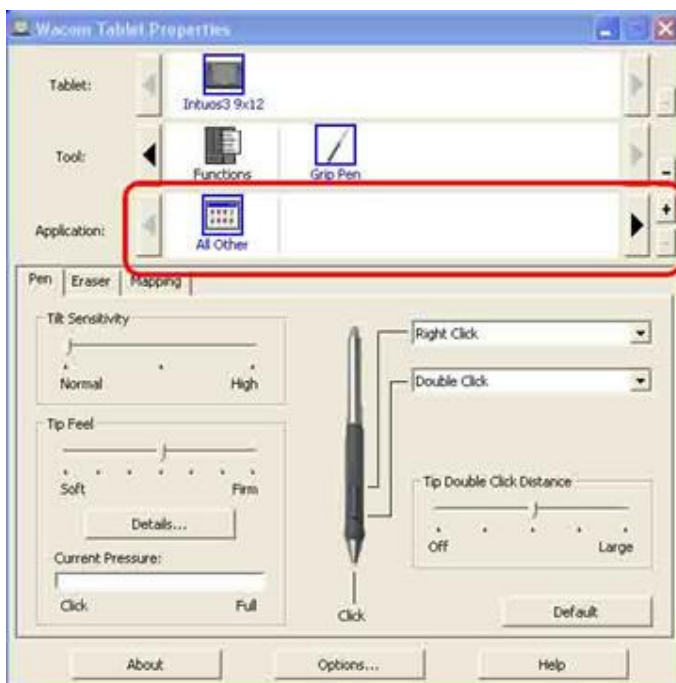 Wacom Tablet Properties
Tablet:
Intuos3 9x12
Tool:
Functions
Grip Pen
Application:
All Other
+
Pen Eraser Mapping
Tilt Sensitivity
Normal High
Right Click
Double Click
Tip Feel
Soft Firm
Details...
Current Pressure:
Click Full
Click
Tip Double Click Distance
Off Large
Default
About Options... Help